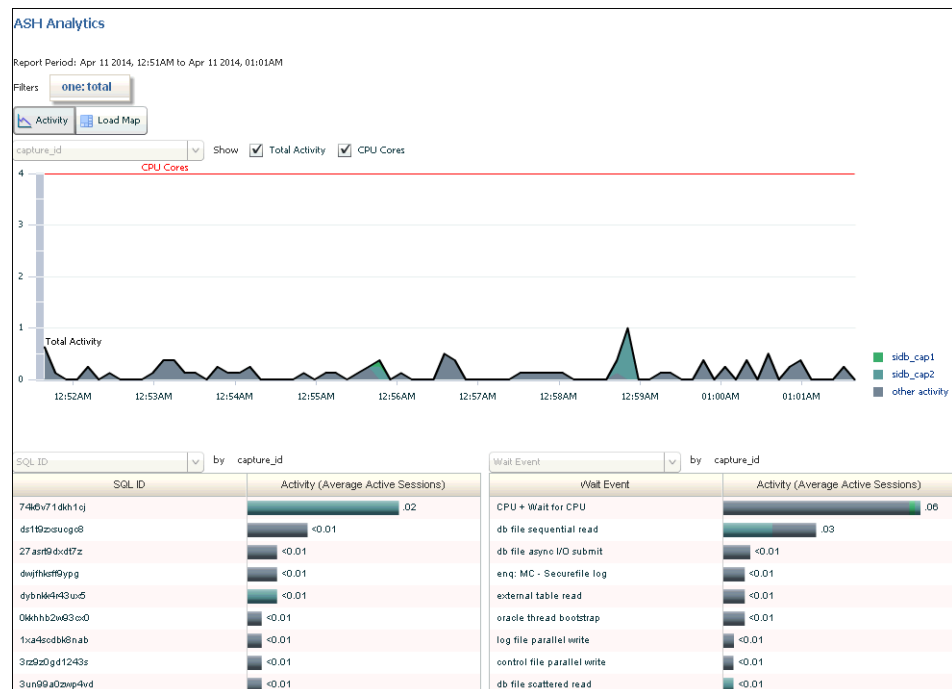 ASH Analytics
Report Period: Apr 11 2014, 12:51AM to Apr 11 2014, 01:01AM
Filters one: total
Activity Load Map
capture_id Show Total Activity CPU Cores
CPU Cores
4
3
2
1
Total Activity
0
12:52AM 12:53AM 12:54AM 12:55AM 12:56AM 12:57AM 12:58AM 12:59AM 01:00AM 01:01AM
sidb_cap1
sidb_cap2
other activity
SQL ID by capture_id
SQL ID Activity (Average Active Sessions)
74k6v71dkh1cj .02
<0.01
27asrt9dxdt7z <0.01
<0.01
dybnkk4r43ux5 <0.01
0kkhhb2w93cx0 <0.01
1xa4scdbk8nab <0.01
3rz9z0gd1243s <0.01
3un99a0zwp4vd <0.01
Wait Event by capture_id
Wait Event Activity (Average Active Sessions)
CPU + Wait for CPU .06
db file sequential read .03
db file async I/O submit <0.01
enq: MC - Securefile log <0.01
external table read <0.01
oracle thread bootstrap <0.01
log file parallel write <0.01
control file parallel write <0.01
db file scattered read <0.01